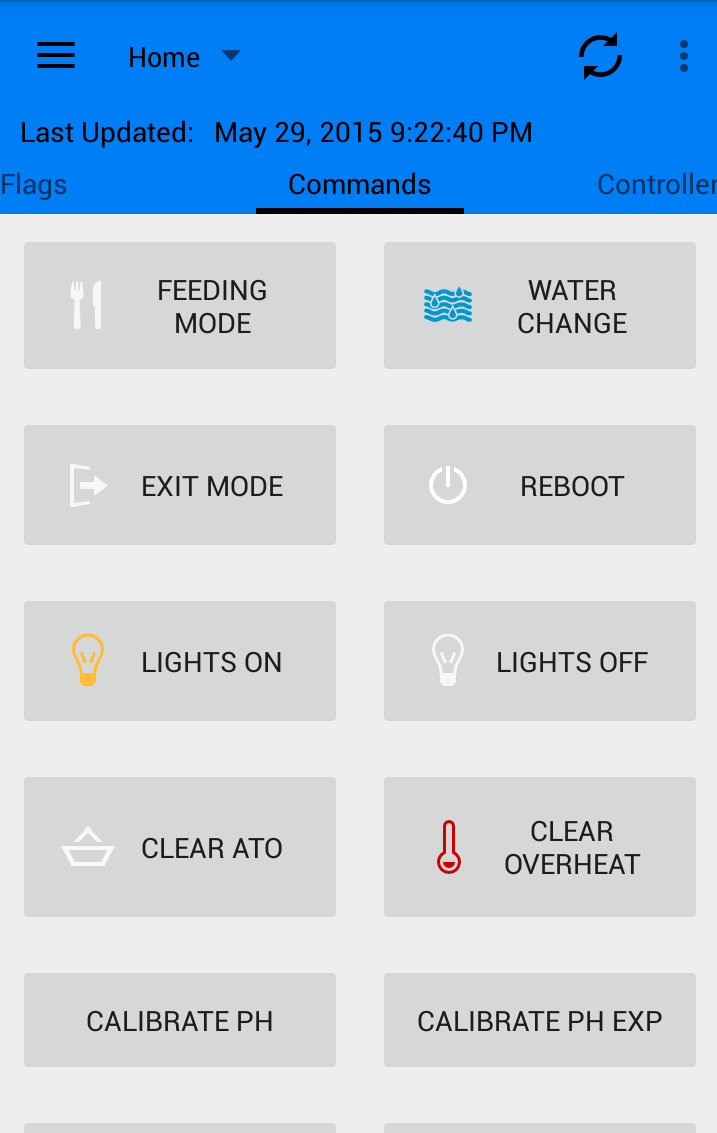 Home
Last Updated: May 29, 2015 9:22:40 PM
Flags Commands Controller
FEEDING
MODE
WATER
CHANGE
EXIT MODE
REBOOT
LIGHTS ON
LIGHTS OFF
CLEAR ATO
CLEAR
OVERHEAT
CALIBRATE PH
CALIBRATE PH EXP